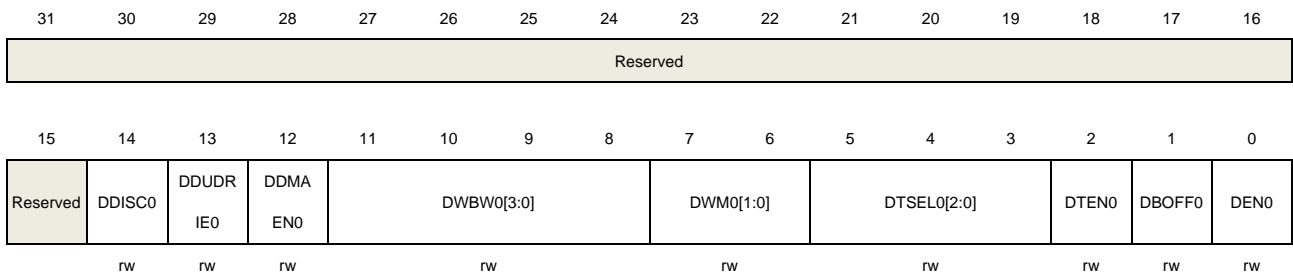 31 30 29 28 27 26 25 24 23 22 21 20 19 18 17 16
Reserved
15 14 13 12 11 10 9 8 7 6 5 4 3 2 1 0
Reserved DDISC0 DDUDR IE0 DDMA EN0 DWBW0[3:0] DWM0[1:0] DTSEL0[2:0] DTEN0 DBOFF0 DEN0
rw rw rw rw rw rw rw rw rw